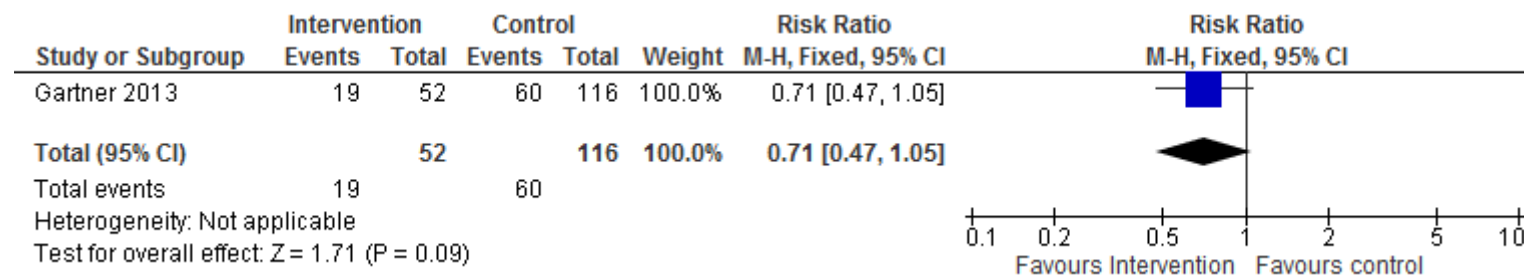 Intervention Control Risk Ratio Risk Ratio
Study or Subgroup Events Total Events Total Weight M-H, Fixed, 95% CI M-H, Fixed, 95% CI
Gartner 2013 19 52 60 116 100.0% 0.71 [0.47, 1.05]
Total (95% CI) 52 116 100.0% 0.71 [0.47, 1.05]
Total events 19 60
Heterogeneity: Not applicable
Test for overall effect: Z = 1.71 (P = 0.09)
0.1 0.2 0.5 1 2 5 10
Favours Intervention Favours control